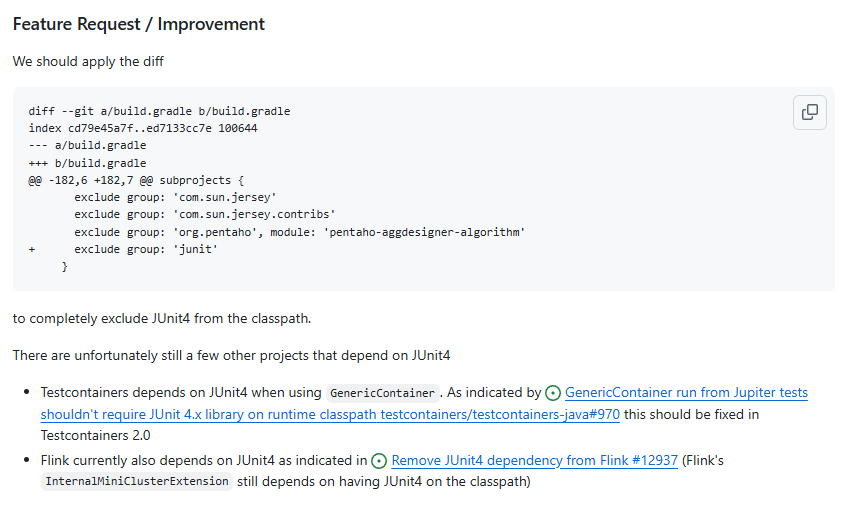 Feature Request / Improvement
We should apply the diff
diff --git a/build.gradle b/build.gradle
index cd79e45a7f..ed7133cc7e 100644
--- a/build.gradle
+++ b/build.gradle
@@ -182,6 +182,7 @@ subprojects {
       exclude group: 'com.sun.jersey'
       exclude group: 'com.sun.jersey.contribs'
       exclude group: 'org.pentaho', module: 'pentaho-aggdesigner-algorithm'
+      exclude group: 'junit'
     }
to completely exclude JUnit4 from the classpath.
There are unfortunately still a few other projects that depend on JUnit4
• Testcontainers depends on JUnit4 when using GenericContainer. As indicated by GenericContainer run from Jupiter tests
shouldn't require JUnit 4.x library on runtime classpath testcontainers/testcontainers-java#970 this should be fixed in
Testcontainers 2.0
• Flink currently also depends on JUnit4 as indicated in Remove JUnit4 dependency from Flink #12937 (Flink's
InternalMiniClusterExtension still depends on having JUnit4 on the classpath)